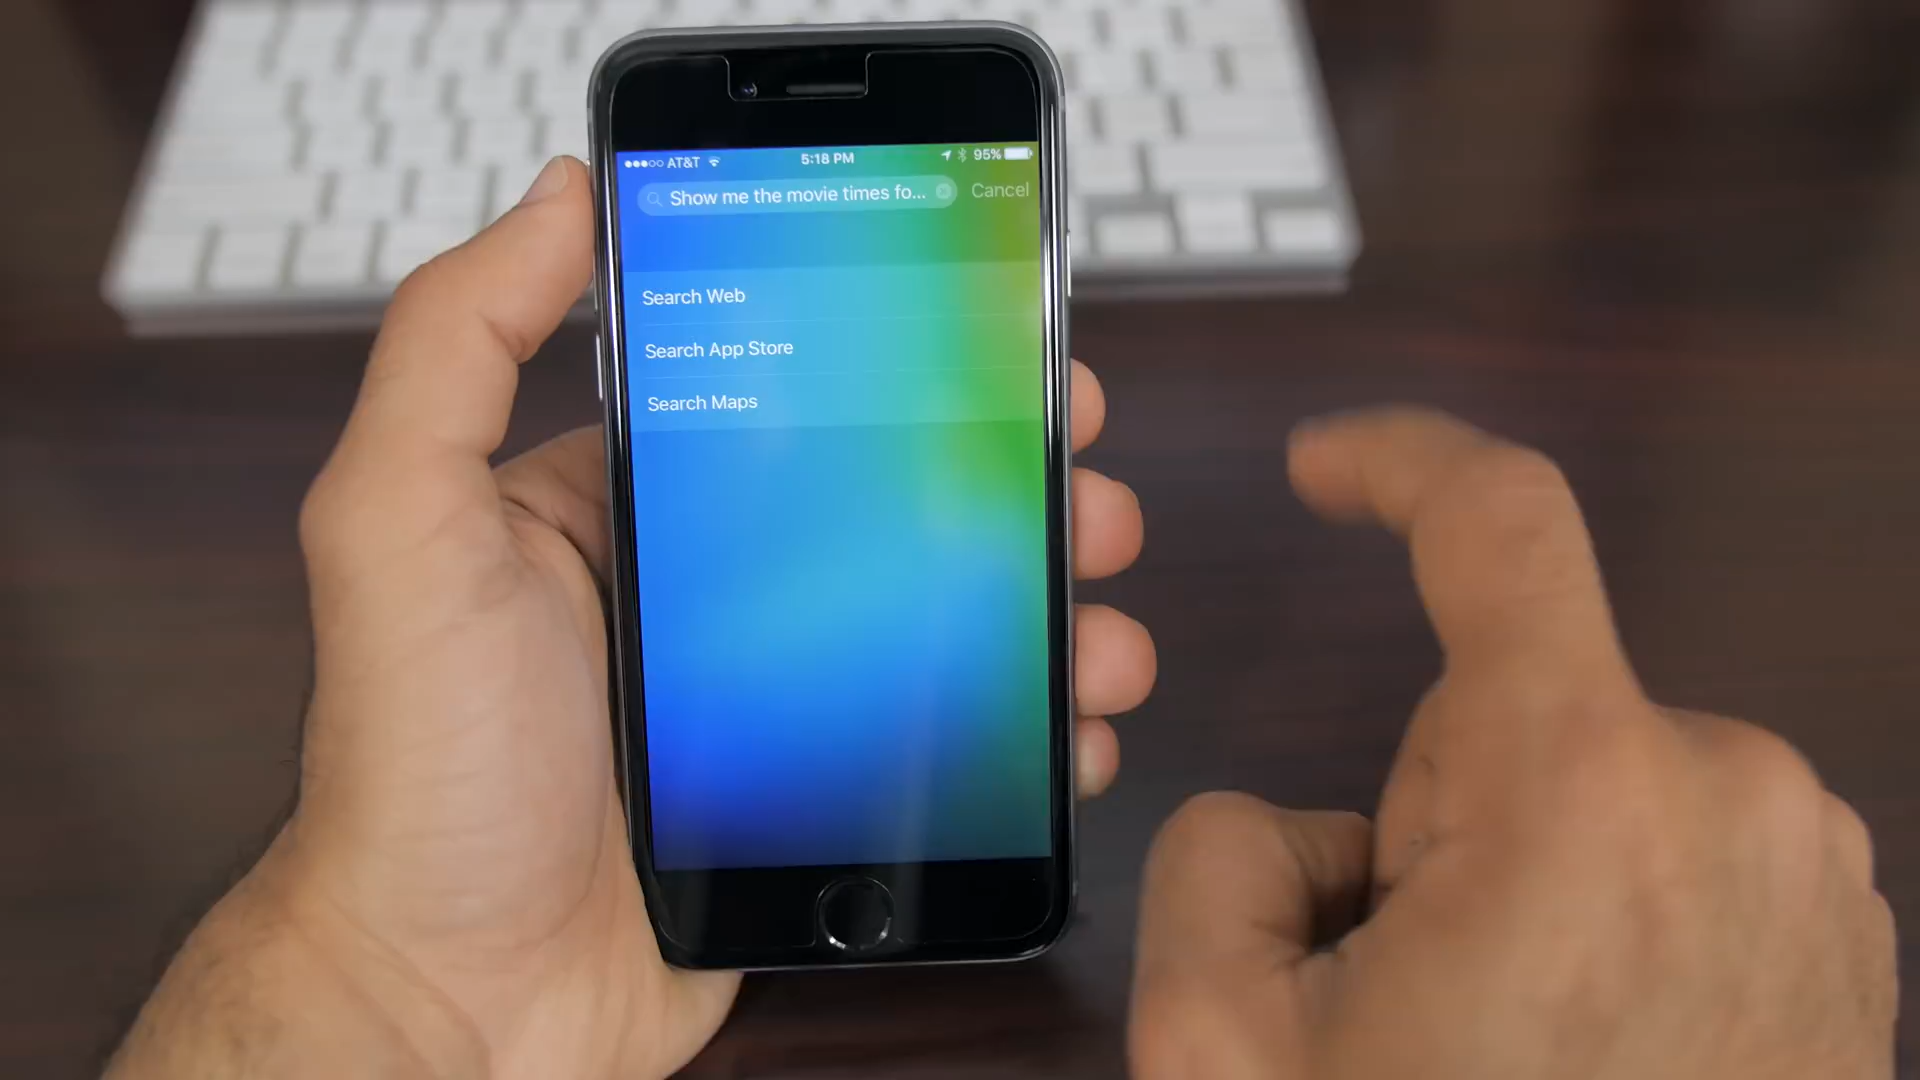 AT&T 5:18 PM 95%
Show me the movie times fo... Cancel
Search Web
Search App Store
Search Maps